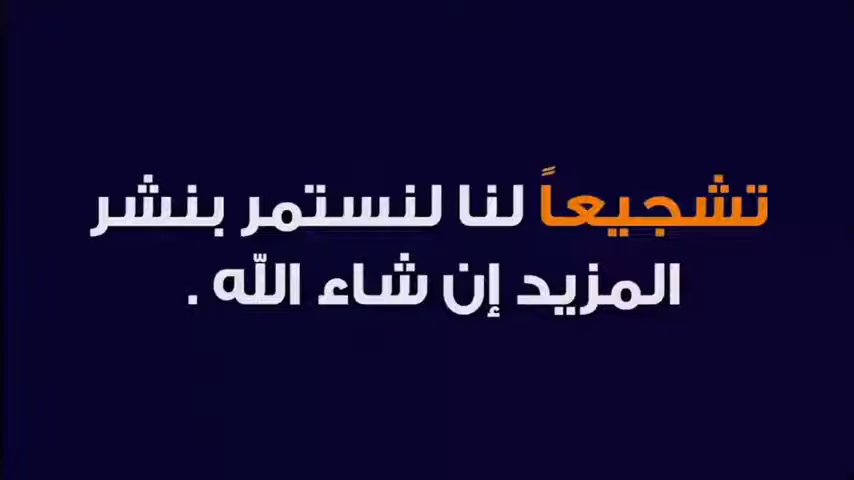 تشجيعاً لنا لنستمر بنشر
المزيد إن شاء الله .